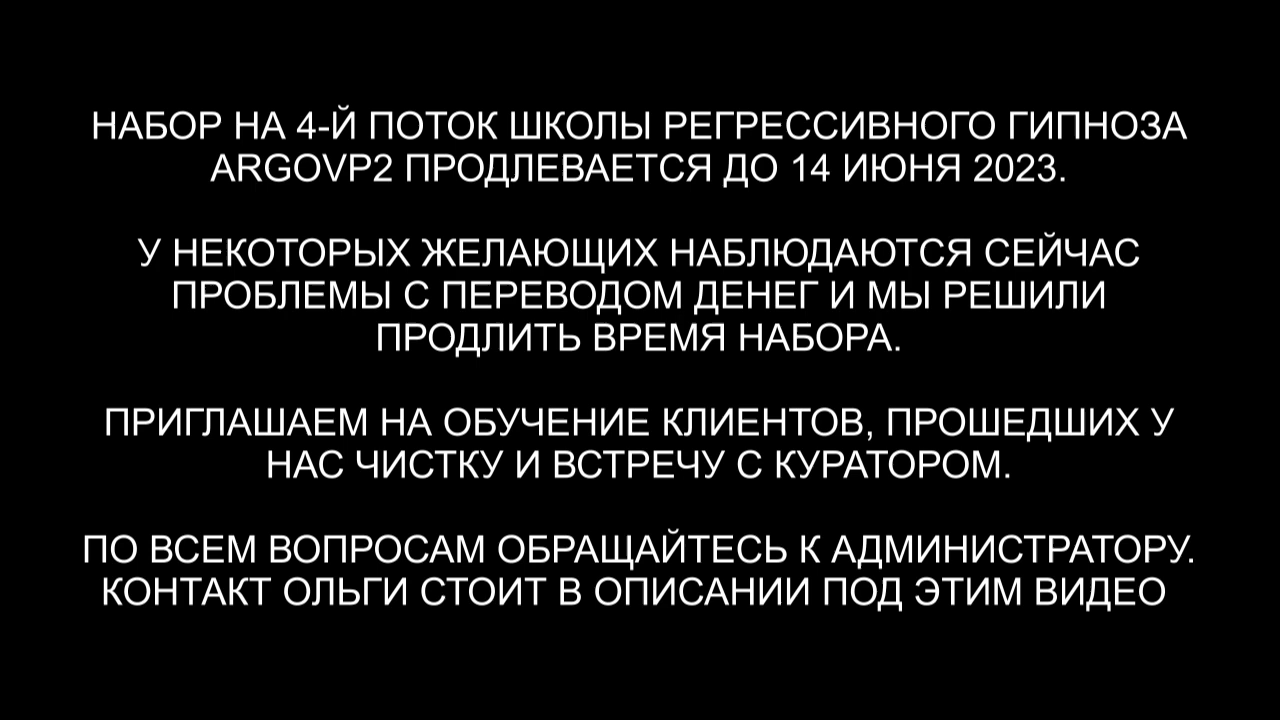 НАБОР НА 4-Й ПОТОК ШКОЛЫ РЕГРЕССИВНОГО ГИПНОЗА
ARGOVP2 ПРОДЛЕВАЕТСЯ ДО 14 ИЮНЯ 2023.
У НЕКОТОРЫХ ЖЕЛАЮЩИХ НАБЛЮДАЮТСЯ СЕЙЧАС
ПРОБЛЕМЫ С ПЕРЕВОДОМ ДЕНЕГ И МЫ РЕШИЛИ
ПРОДЛИТЬ ВРЕМЯ НАБОРА.
ПРИГЛАШАЕМ НА ОБУЧЕНИЕ КЛИЕНТОВ, ПРОШЕДШИХ У
НАС ЧИСТКУ И ВСТРЕЧУ С КУРАТОРОМ.
ПО ВСЕМ ВОПРОСАМ ОБРАЩАЙТЕСЬ К АДМИНИСТРАТОРУ.
КОНТАКТ ОЛЬГИ СТОИТ В ОПИСАНИИ ПОД ЭТИМ ВИДЕО